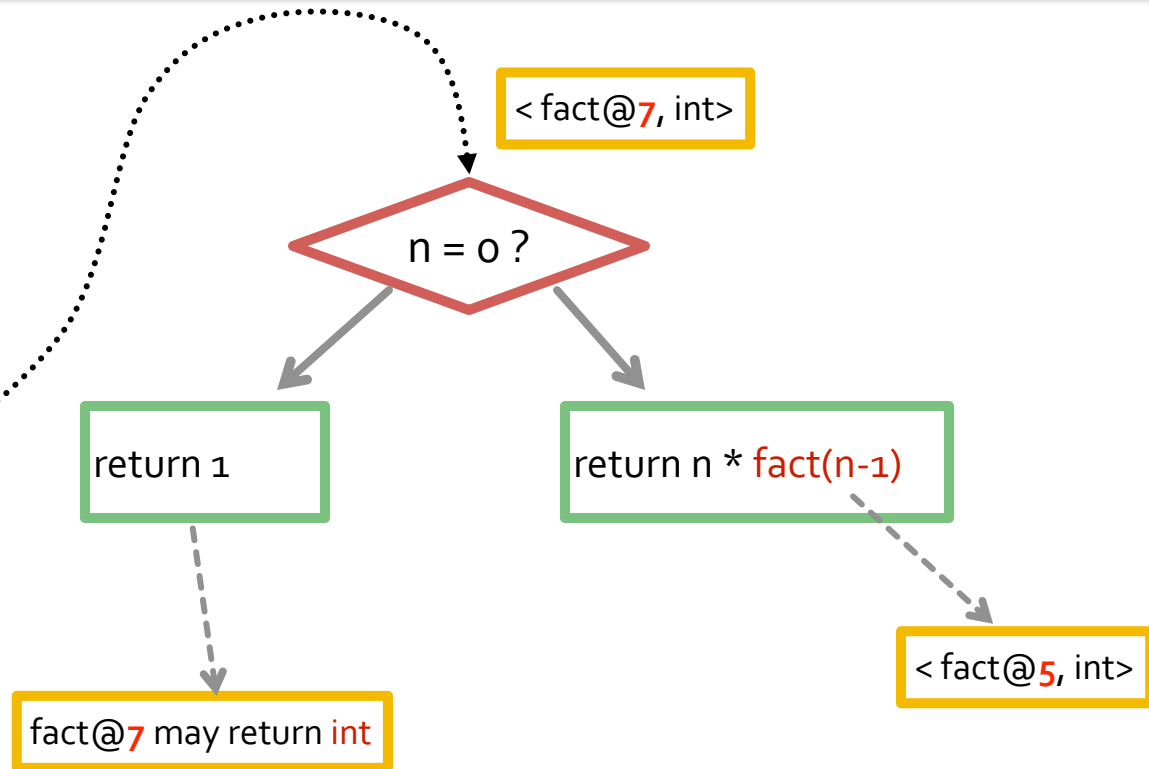 < fact@7, int>
n = 0 ?
return 1
return n * fact(n-1)
< fact@5, int>
fact@7 may return int